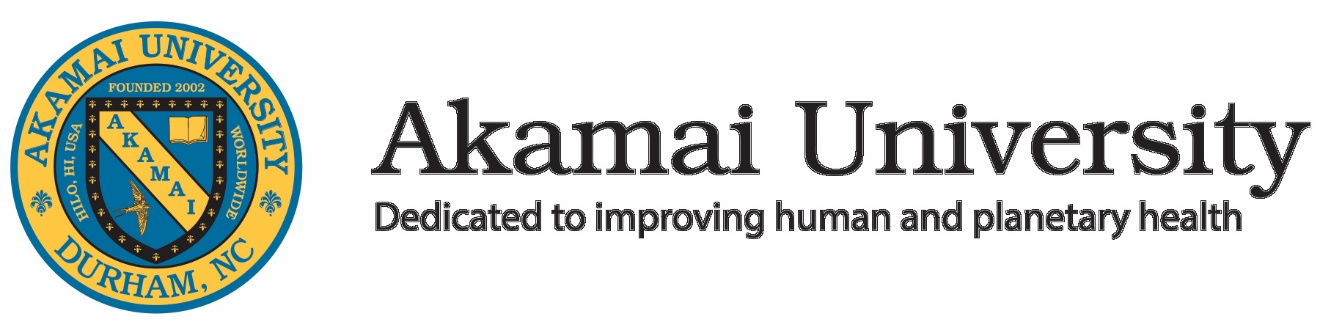 AKAMAI UNIVERSITY
FOUNDED 2002
HILO, HI, USA
WORLDWIDE
AKAMAI
DURHAM, NC
Akamai University
Dedicated to improving human and planetary health